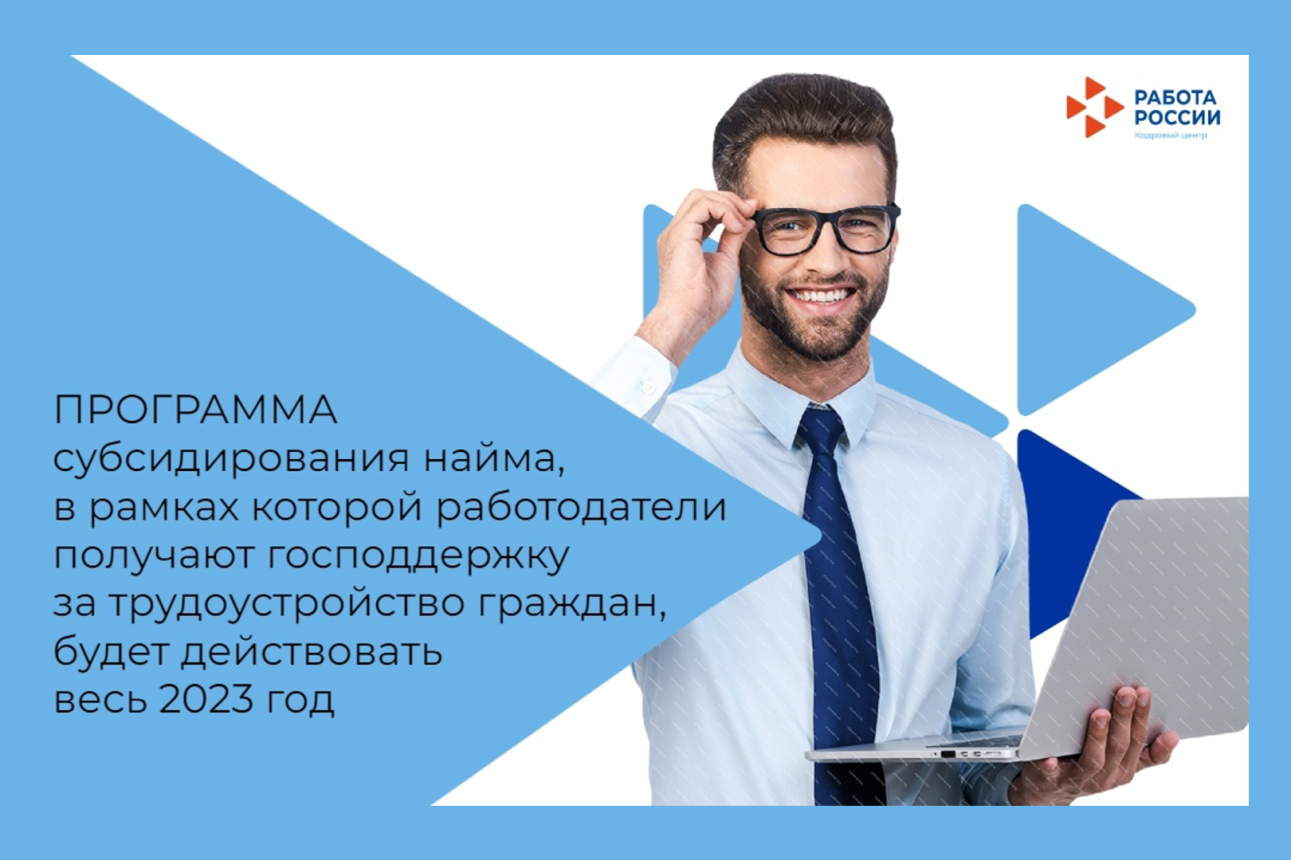 РАБОТА
РОССИИ
Кадровый центр
ПРОГРАММА
субсидирования найма,
в рамках которой работодатели
получают господдержку
за трудоустройство граждан,
будет действовать
весь 2023 год